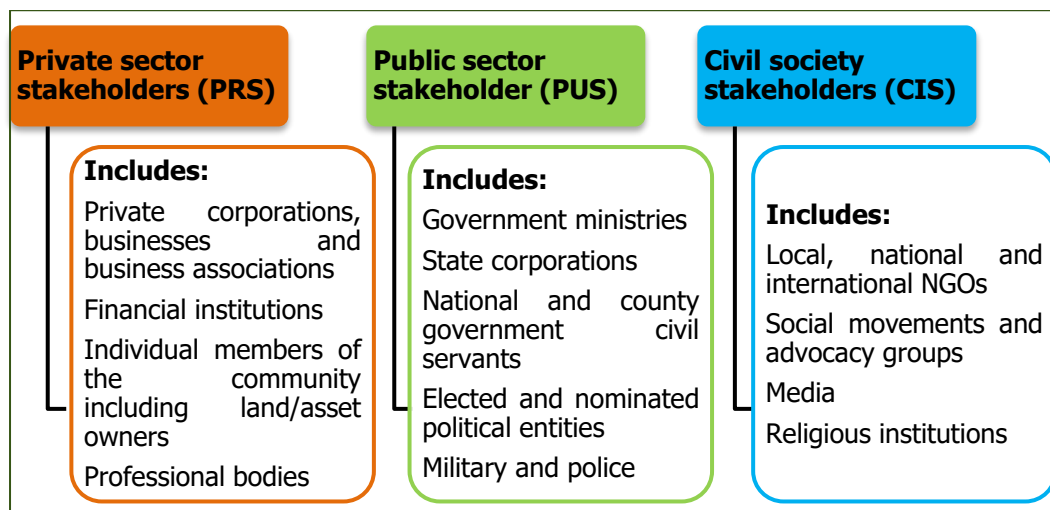 Private sector
stakeholders (PRS)
Includes:
Private corporations,
businesses and
business associations
Financial institutions
Individual members of
the community
including land/asset
owners
Professional bodies
Public sector
stakeholder (PUS)
Includes:
Government ministries
State corporations
National and county
government civil
servants
Elected and nominated
political entities
Military and police
Civil society
stakeholders (CIS)
Includes:
Local, national and
international NGOs
Social movements and
advocacy groups
Media
Religious institutions